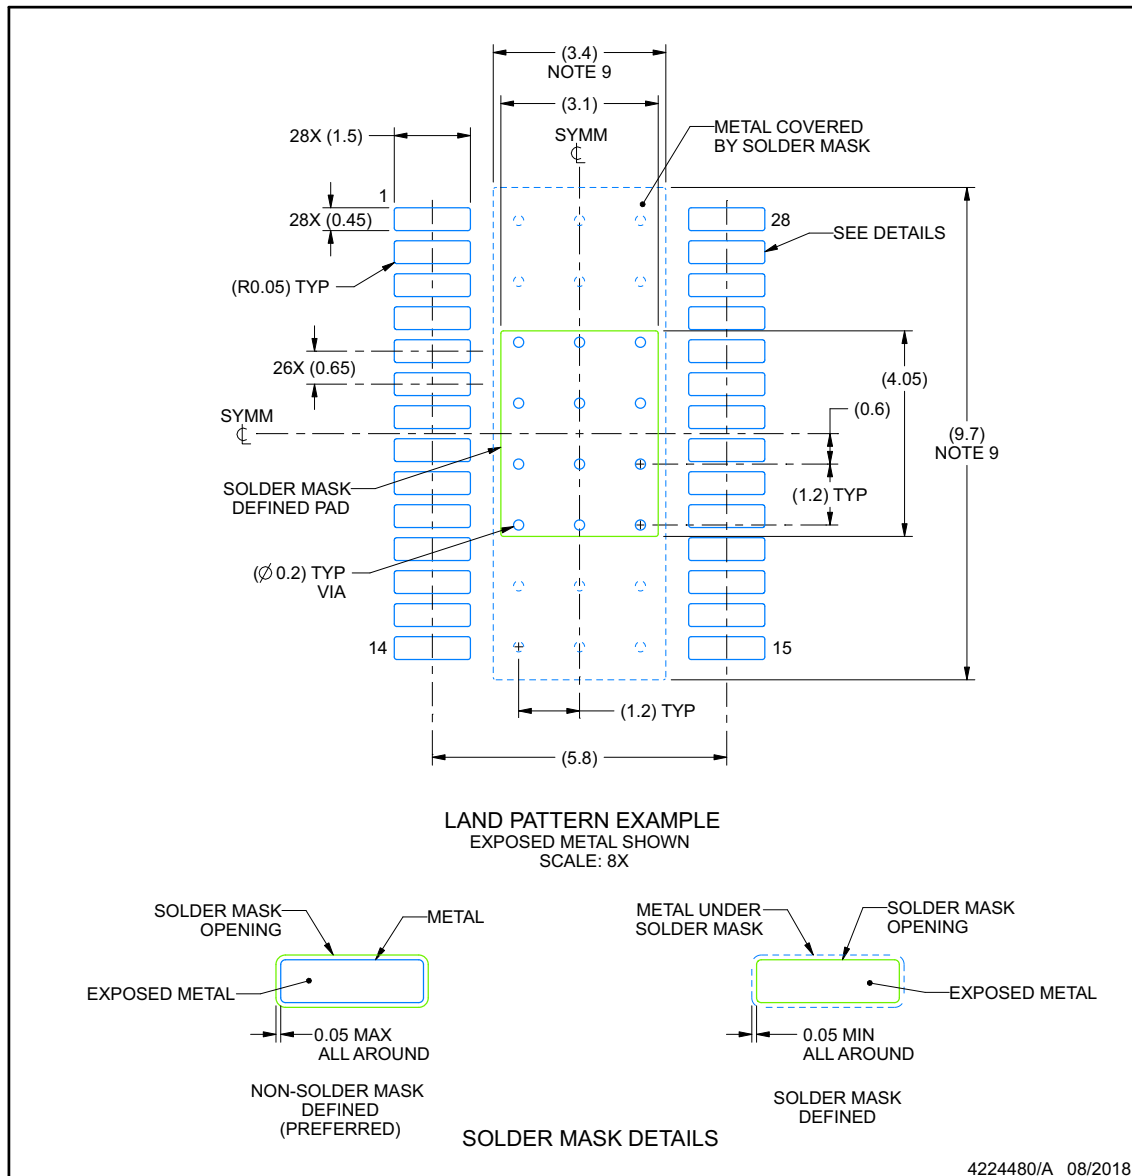 (3.4)
NOTE 9
(3.1)
SYMM
℄
METAL COVERED
BY SOLDER MASK
28X (1.5)
1
28X (0.45)
28
SEE DETAILS
(R0.05) TYP
26X (0.65)
(4.05)
(0.6)
SYMM
℄
(9.7)
NOTE 9
SOLDER MASK
DEFINED PAD
(1.2) TYP
(∅ 0.2) TYP
VIA
14
15
(1.2) TYP
(5.8)
LAND PATTERN EXAMPLE
EXPOSED METAL SHOWN
SCALE: 8X
SOLDER MASK
OPENING
METAL
EXPOSED METAL
0.05 MAX
ALL AROUND
NON-SOLDER MASK
DEFINED
(PREFERRED)
METAL UNDER
SOLDER MASK
SOLDER MASK
OPENING
EXPOSED METAL
0.05 MIN
ALL AROUND
SOLDER MASK
DEFINED
SOLDER MASK DETAILS
4224480/A 08/2018